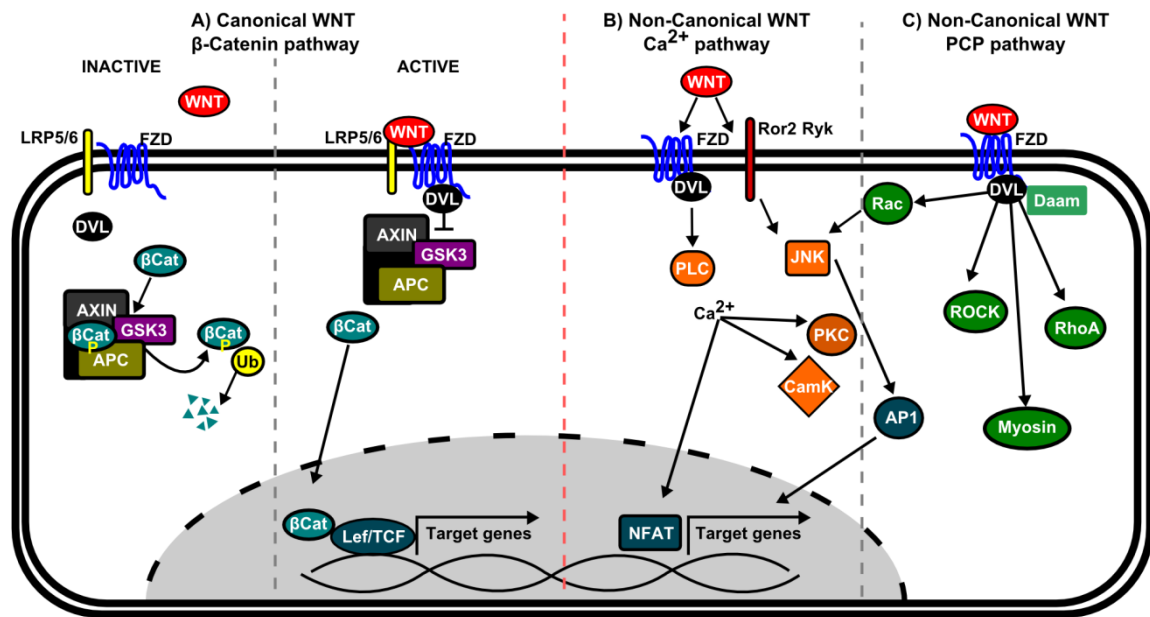 A) Canonical WNT
β-Catenin pathway
B) Non-Canonical WNT
Ca2+ pathway
C) Non-Canonical WNT
PCP pathway
INACTIVE
ACTIVE
WNT
LRP5/6
FZD
DVL
βCat
AXIN
GSK3
βCat
P
APC
βCat
P
Ub
LRP5/6
WNT
FZD
DVL
AXIN
GSK3
APC
βCat
βCat
Lef/TCF
Target genes
WNT
FZD
Ror2 Ryk
DVL
PLC
JNK
Ca2+
PKC
CamK
AP1
NFAT
Target genes
WNT
FZD
DVL
Daam
Rac
ROCK
RhoA
Myosin